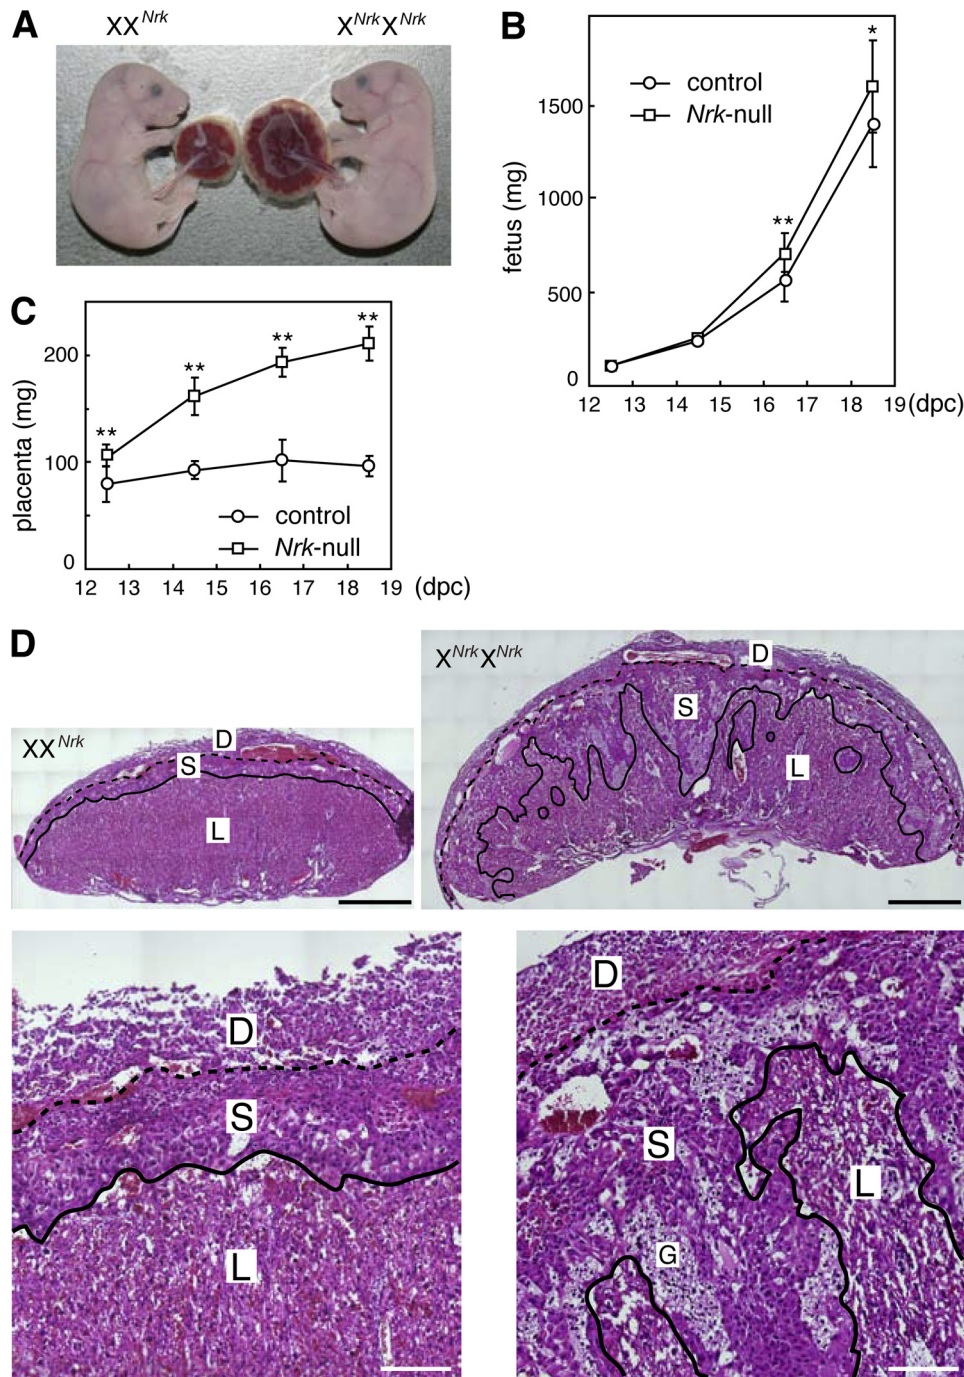 A
XX^Nrk
X^Nrk X^Nrk
B
control
Nrk-null
*
**
1500
1000
500
0
fetus (mg)
12 13 14 15 16 17 18 19 (dpc)
C
**
**
**
**
200
100
0
placenta (mg)
control
Nrk-null
12 13 14 15 16 17 18 19 (dpc)
D
XX^Nrk
D
S
L
X^Nrk X^Nrk
D
S
L
D
S
L
D
S
L
G